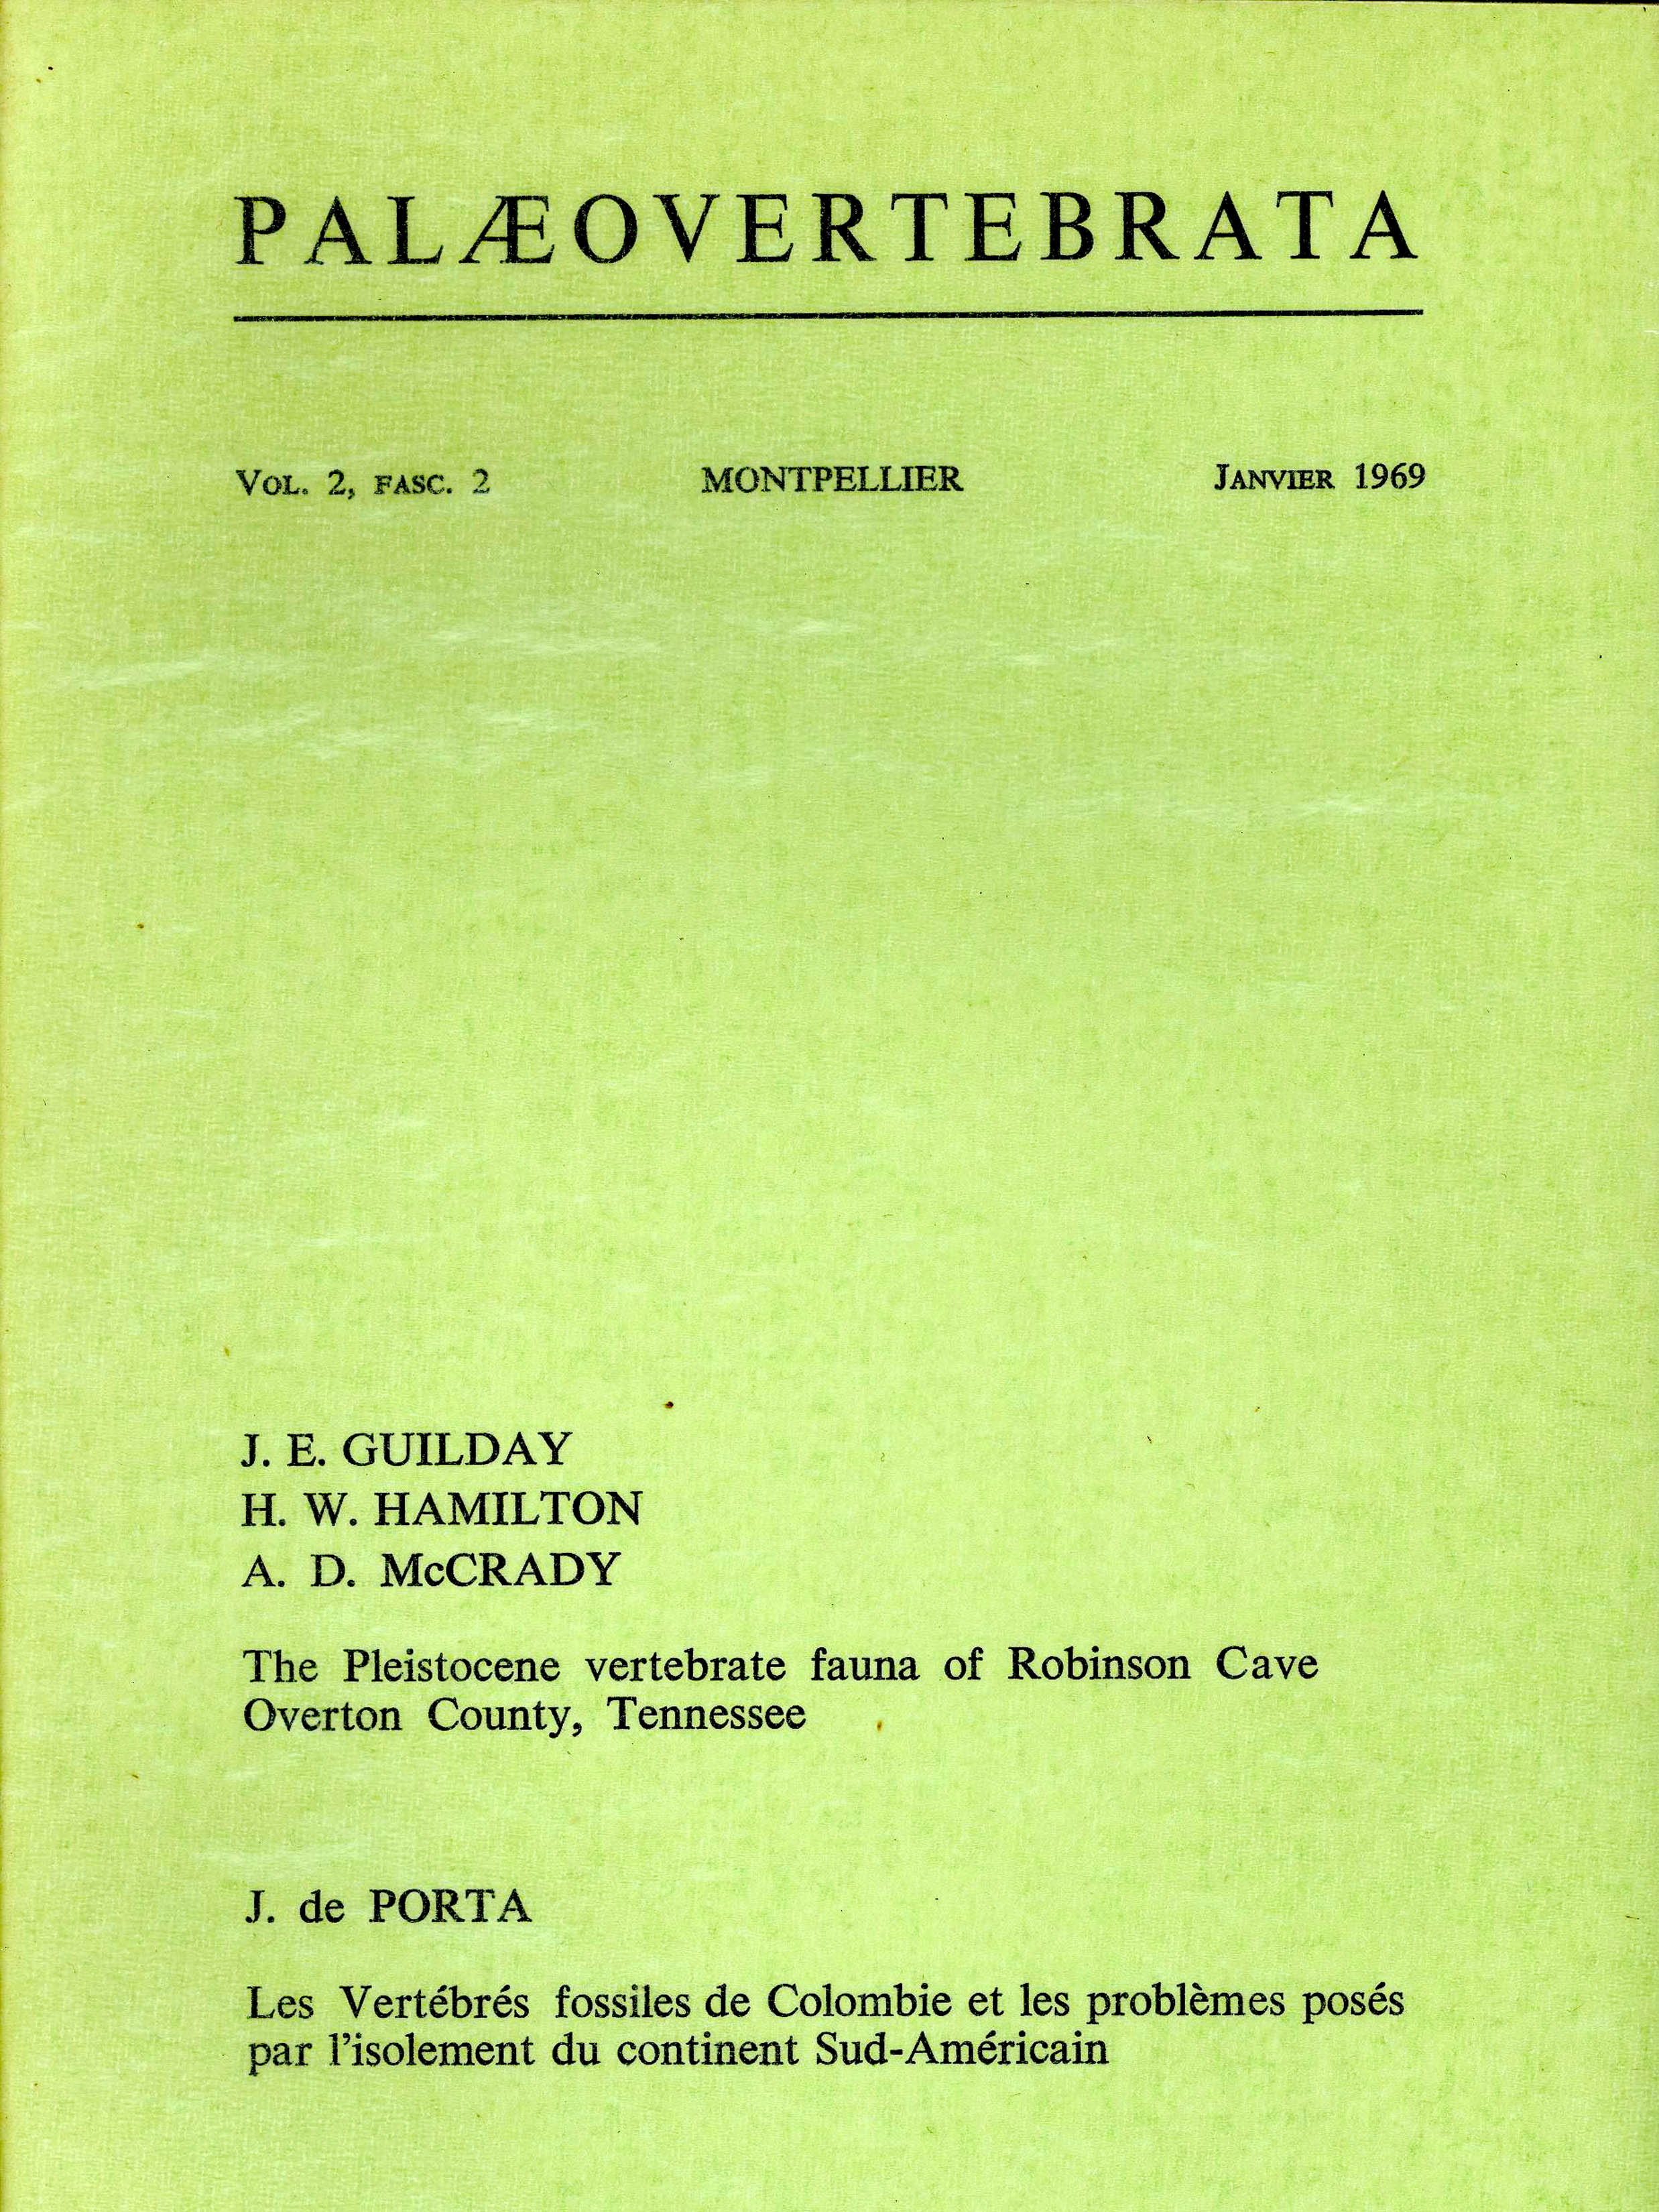 PALÆOVERTEBRATA
VOL. 2, FASC. 2 MONTPELLIER JANVIER 1969
J. E. GUILDAY
H. W. HAMILTON
A. D. McCRADY
The Pleistocene vertebrate fauna of Robinson Cave
Overton County, Tennessee
J. de PORTA
Les Vertébrés fossiles de Colombie et les problèmes posés
par l'isolement du continent Sud-Américain